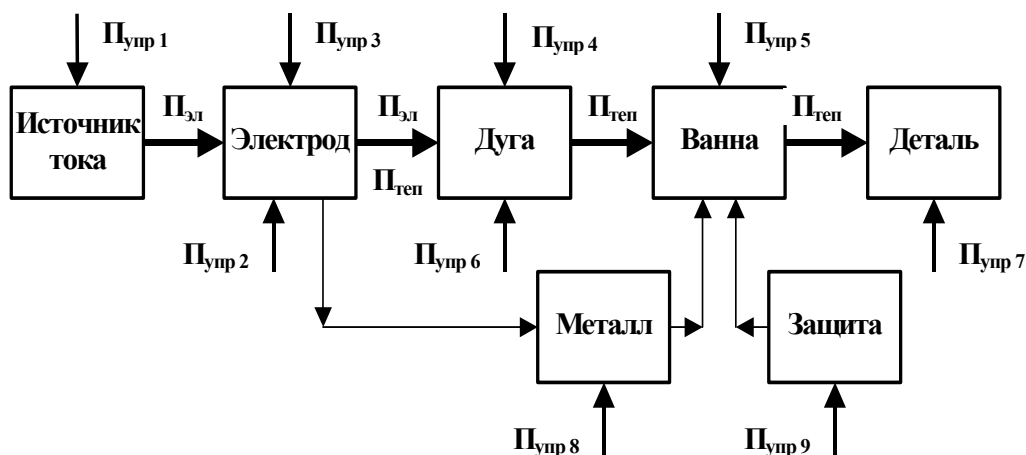 Пупр 1
Пупр 3
Пупр 4
Пупр 5
Источник
тока
Пэл
Электрод
Пэл
Птеп
Дуга
Птеп
Ванна
Птеп
Деталь
Пупр 2
Пупр 6
Пупр 7
Металл
Защита
Пупр 8
Пупр 9